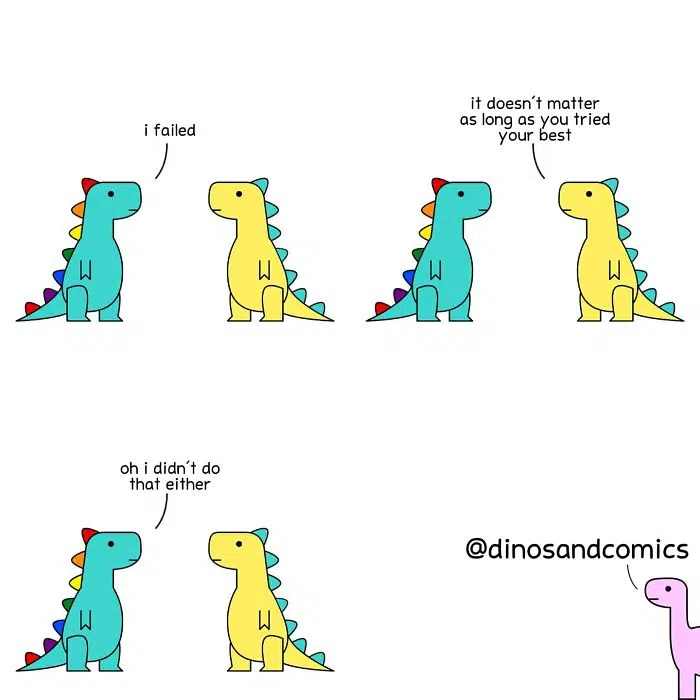 i failed
it doesn´t matter
as long as you tried
your best
oh i didn´t do
that either
@dinosandcomics